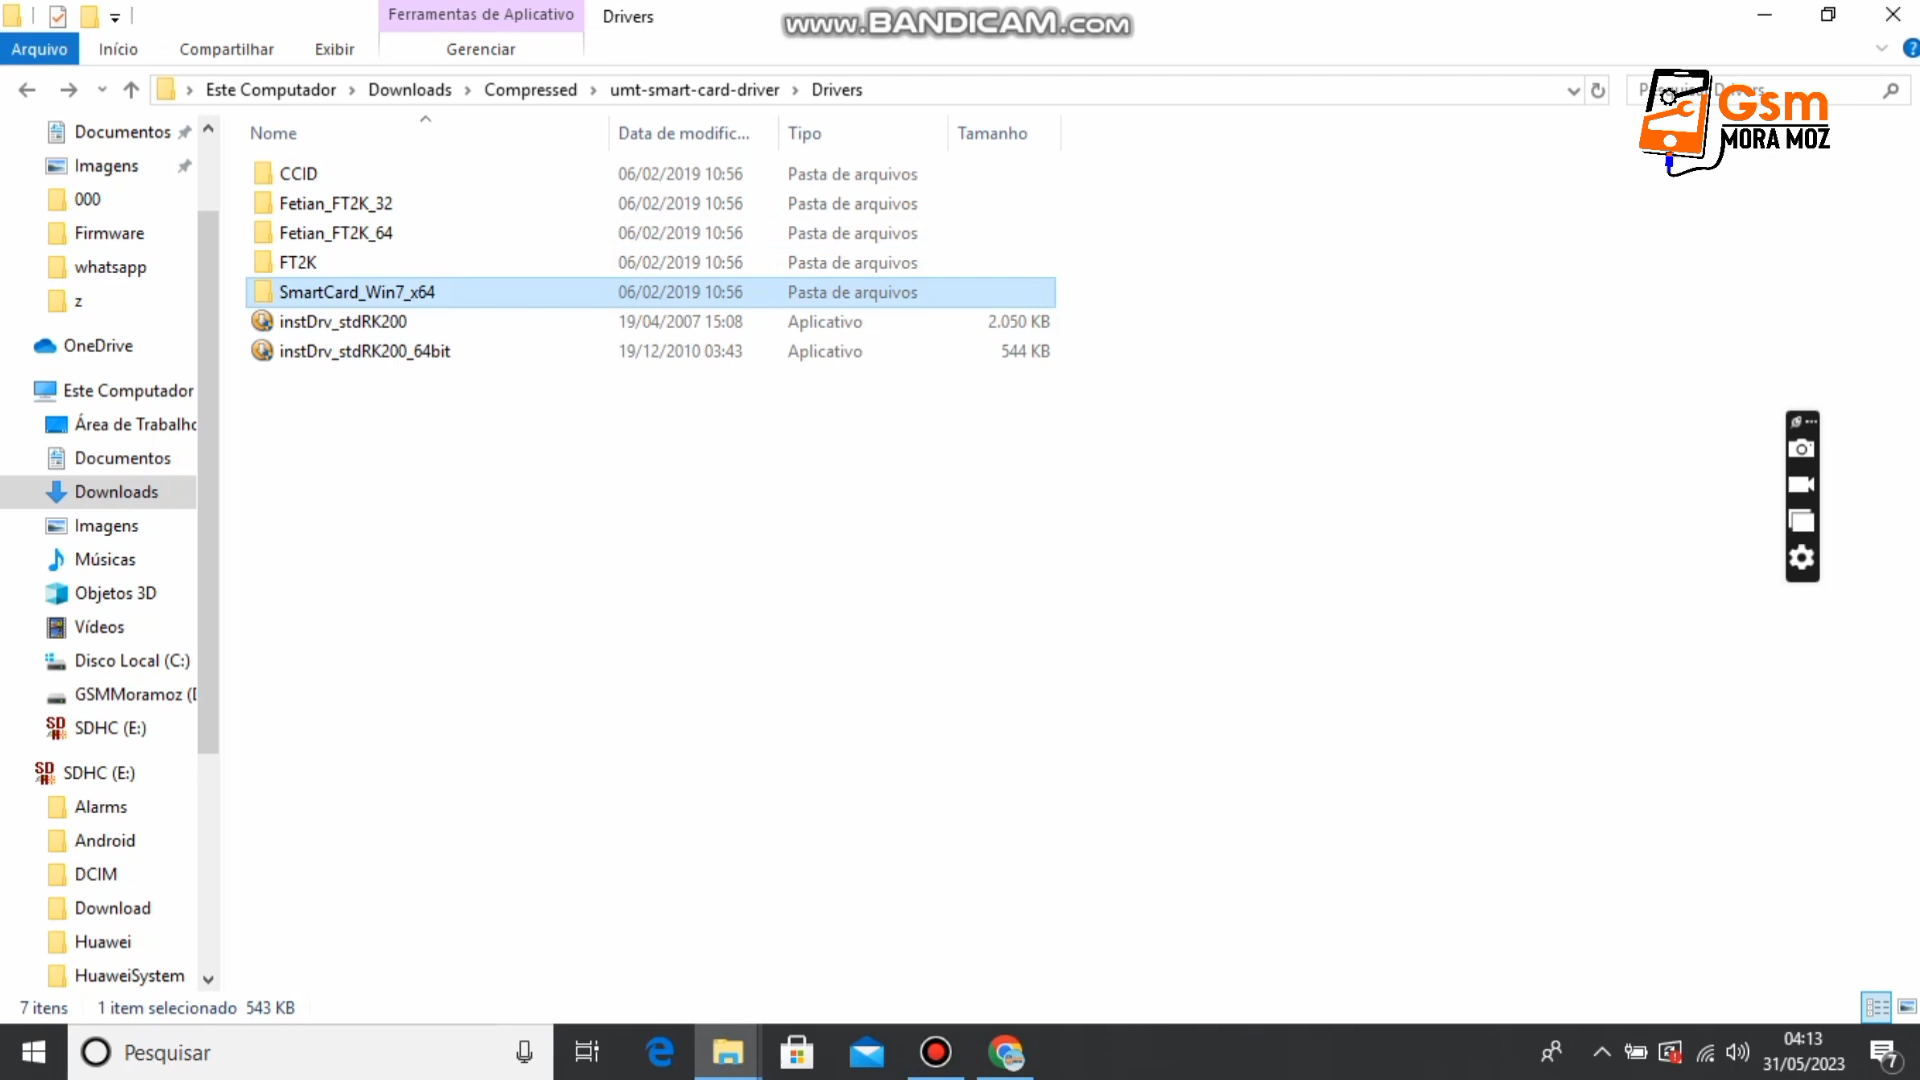 Ferramentas de Aplicativo
Drivers
www.BANDICAM.com
Arquivo
Início
Compartilhar
Exibir
Gerenciar
Este Computador
Downloads
Compressed
umt-smart-card-driver
Drivers
Gsm
MORA MOZ
Nome
Data de modific...
Tipo
Tamanho
CCID 06/02/2019 10:56 Pasta de arquivos
Fetian_FT2K_32 06/02/2019 10:56 Pasta de arquivos
Fetian_FT2K_64 06/02/2019 10:56 Pasta de arquivos
FT2K 06/02/2019 10:56 Pasta de arquivos
SmartCard_Win7_x64 06/02/2019 10:56 Pasta de arquivos
instDrv_stdRK200 19/04/2007 15:08 Aplicativo 2.050 KB
instDrv_stdRK200_64bit 19/12/2010 03:43 Aplicativo 544 KB
Documentos
Imagens
000
Firmware
whatsapp
z
OneDrive
Este Computador
Área de Trabalho
Documentos
Downloads
Imagens
Músicas
Objetos 3D
Vídeos
Disco Local (C:)
GSMMoramoz (
SDHC (E:)
SDHC (E:)
Alarms
Android
DCIM
Download
Huawei
HuaweiSystem
7 itens
1 item selecionado 543 KB
Pesquisar
04:13
31/05/2023
7